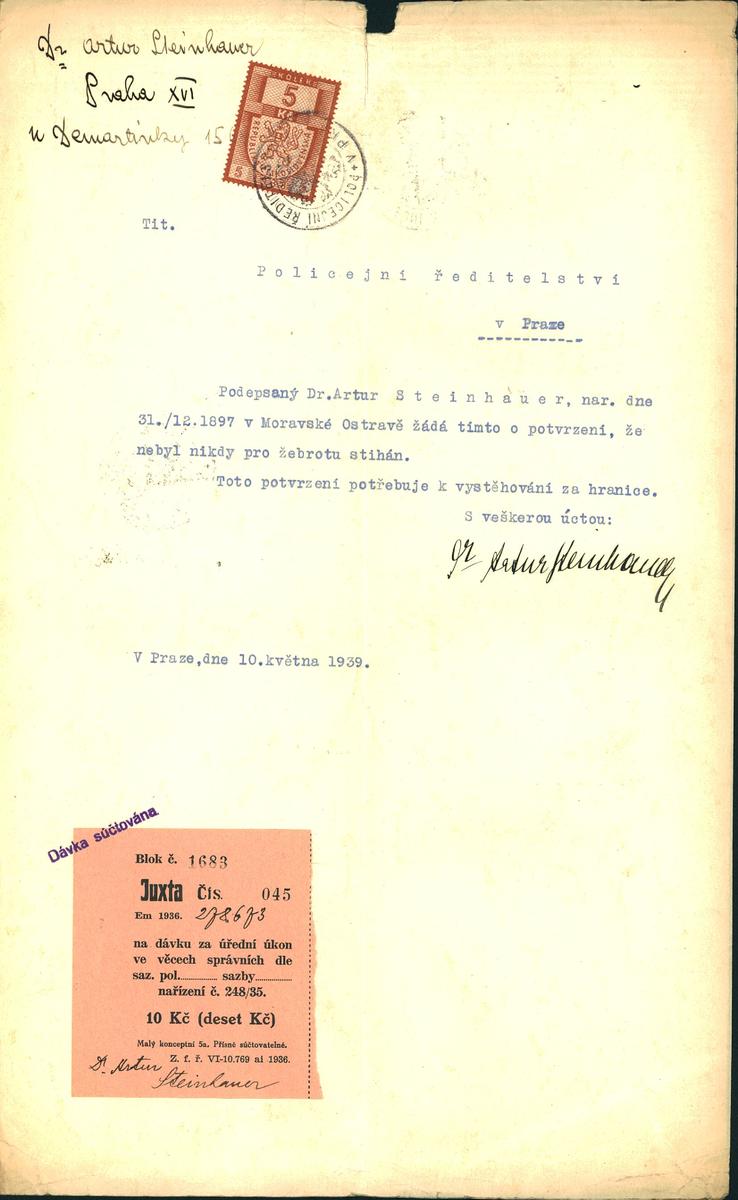 Dr Artur Steinhauer
Praha XVI
u Demartinky 15
KOLEK
5
Kč
5
POLICEJNÍ ŘEDIT
Tit.
Policejní ředitelství
v Praze
Podepsaný Dr.Artur Steinhauer, nar. dne
31./12.1897 v Moravské Ostravě žádá tímto o potvrzení, že
nebyl nikdy pro žebrotu stihán.
Toto potvrzení potřebuje k vystěhování za hranice.
S veškerou úctou:
Dr Artur Steinhauer
V Praze,dne 10.května 1939.
Dávka súčtována
Blok č. 1683
Juxta Čís. 045
Em 1936. 278673
na dávku za úřední úkon
ve věcech správních dle
saz. pol........... sazby...........
nařízení č. 248/35.
10 Kč (deset Kč)
Malý konceptní 5a. Přísně súčtovatelné.
Z. f. ř. VI-10.769 ai 1936.
Dr Artur
Steinhauer